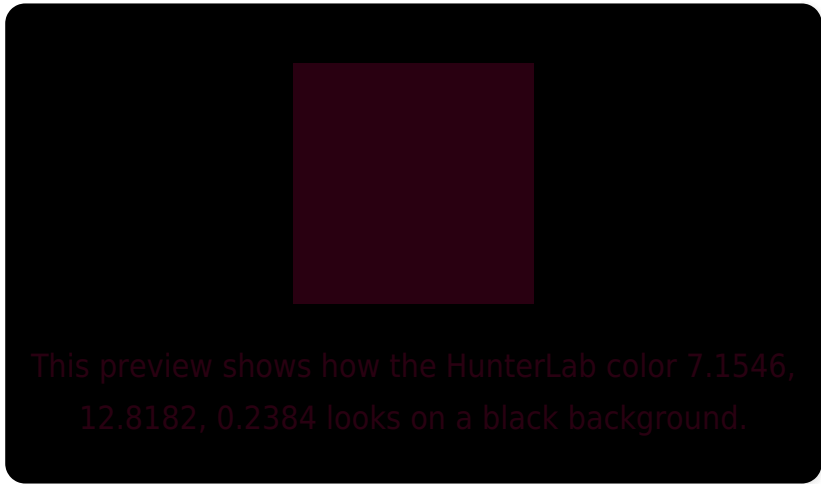 This preview shows how the HunterLab color 7.1546,
12.8182, 0.2384 looks on a black background.